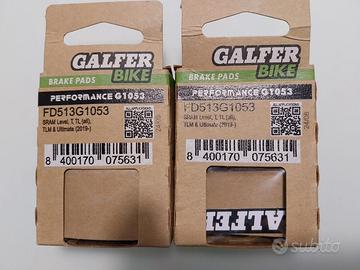 GALFER
BIKE
BRAKE PADS
PERFORMANCE G1053
FD513G1053
SRAM Level, T, TL (all),
TLM & Ultimate (2019-)
8 400170 075631
GALFER
BIKE
BRAKE PADS
PERFORMANCE G1053
FD513G1053
SRAM Level, T, TL (all),
TLM & Ultimate (2019-)
8 400170 075631
ALFER
subito